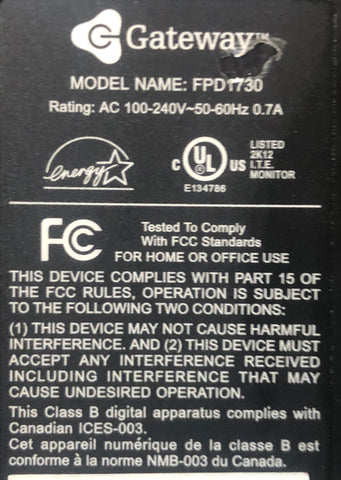 Gateway™
MODEL NAME: FPD1730
Rating: AC 100-240V~50-60Hz 0.7A
energy
C UL US
LISTED
2K12
I.T.E.
MONITOR
E134786
FC
Tested To Comply
With FCC Standards
FOR HOME OR OFFICE USE
THIS DEVICE COMPLIES WITH PART 15 OF
THE FCC RULES, OPERATION IS SUBJECT
TO THE FOLLOWING TWO CONDITIONS:
(1) THIS DEVICE MAY NOT CAUSE HARMFUL
INTERFERENCE. AND (2) THIS DEVICE MUST
ACCEPT ANY INTERFERENCE RECEIVED
INCLUDING INTERFERENCE THAT MAY
CAUSE UNDESIRED OPERATION.
This Class B digital apparatus complies with
Canadian ICES-003.
Cet appareil numérique de la classe B est
conforme à la norme NMB-003 du Canada.